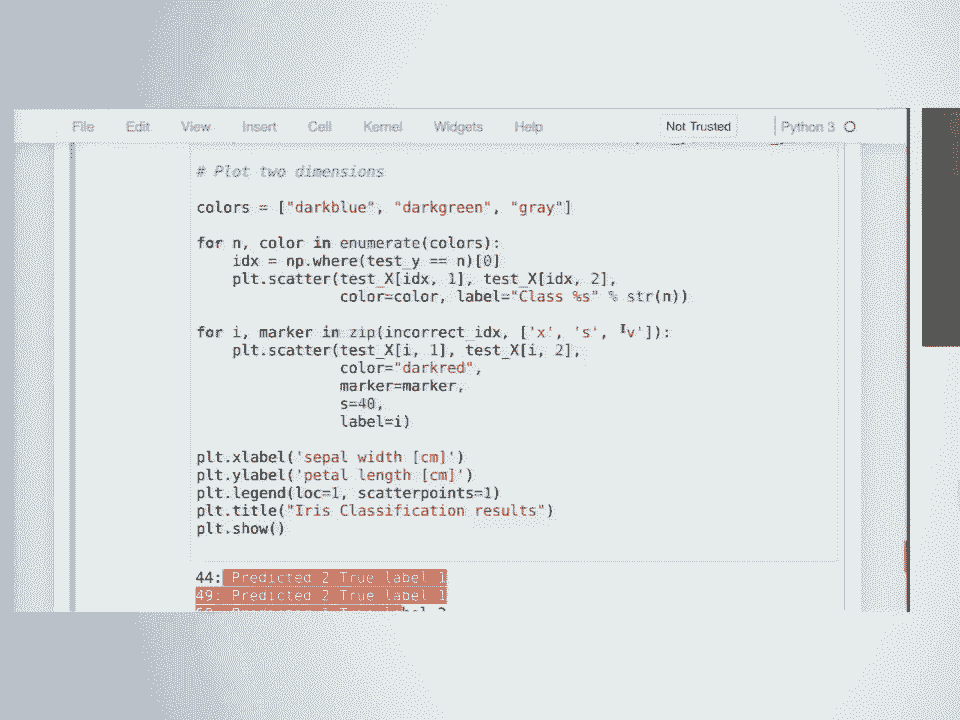 File Edit View Insert Cell Kernel Widgets Help Not Trusted Python 3
# Plot two dimensions
colors = ["darkblue", "darkgreen", "gray"]
for n, color in enumerate(colors):
idx = np.where(test_y == n)[0]
plt.scatter(test_X[idx, 1], test_X[idx, 2],
color=color, label="Class %s" % str(n))
for i, marker in zip(incorrect_idx, ['x', 's', 'v']):
plt.scatter(test_X[i, 1], test_X[i, 2],
color="darkred",
marker=marker,
s=40,
label=i)
plt.xlabel('sepal width [cm]')
plt.ylabel('petal length [cm]')
plt.legend(loc=1, scatterpoints=1)
plt.title("Iris Classification results")
plt.show()
44: Predicted 2 True label 1
49: Predicted 2 True label 1